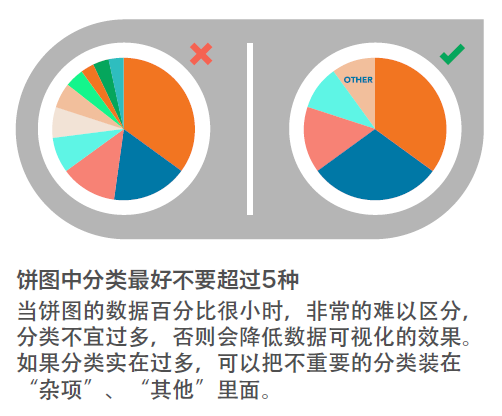 OTHER
饼图中分类最好不要超过5种
当饼图的数据百分比很小时，非常的难以区分，
分类不宜过多，否则会降低数据可视化的效果。
如果分类实在过多，可以把不重要的分类装在
“杂项”、“其他”里面。